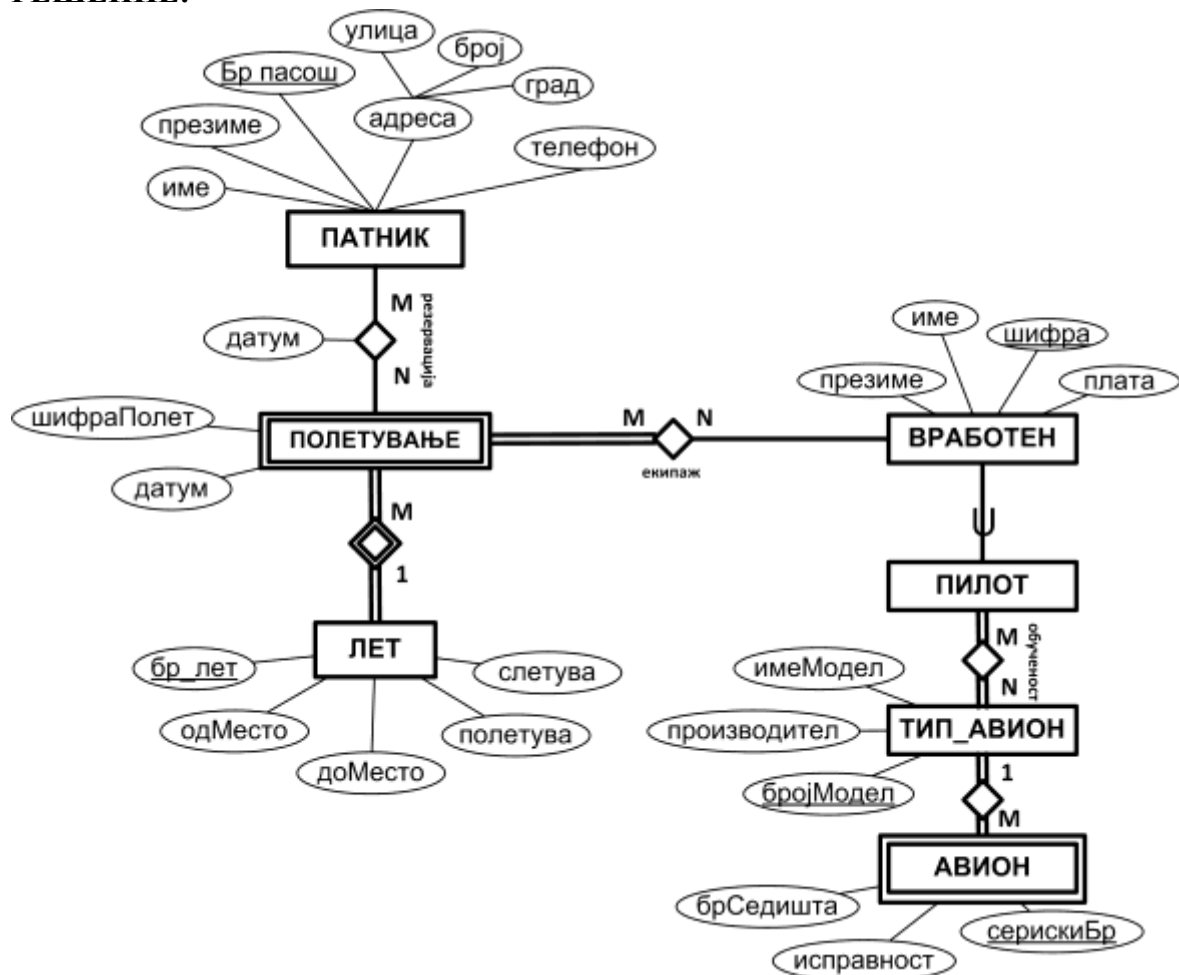 улица
број
Бр пасош
град
презиме
адреса
телефон
име
ПАТНИК
M
резервација
датум
N
име
шифра
презиме
плата
шифраПолет
ПОЛЕТУВАЊЕ
M
N
ВРАБОТЕН
екипаж
датум
M
1
ПИЛОТ
ЛЕТ
бр_лет
слетува
одМесто
полетува
доМесто
M
обученост
имеМодел
N
производител
ТИП_АВИОН
бројМодел
1
M
АВИОН
брСедишта
серискиБр
исправност